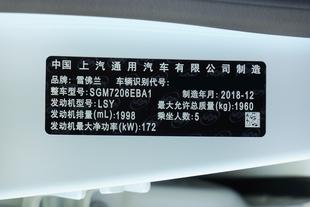 中国 上汽通用汽车有限公司制造
品牌：雪佛兰 车辆识别代号：
整车型号：SGM7206EBA1 制造年月：2018-12
发动机型号：LSY 最大允许总质量(kg)：1960
发动机排量(mL)：1998 乘坐人数：5
发动机最大净功率(kW)：172